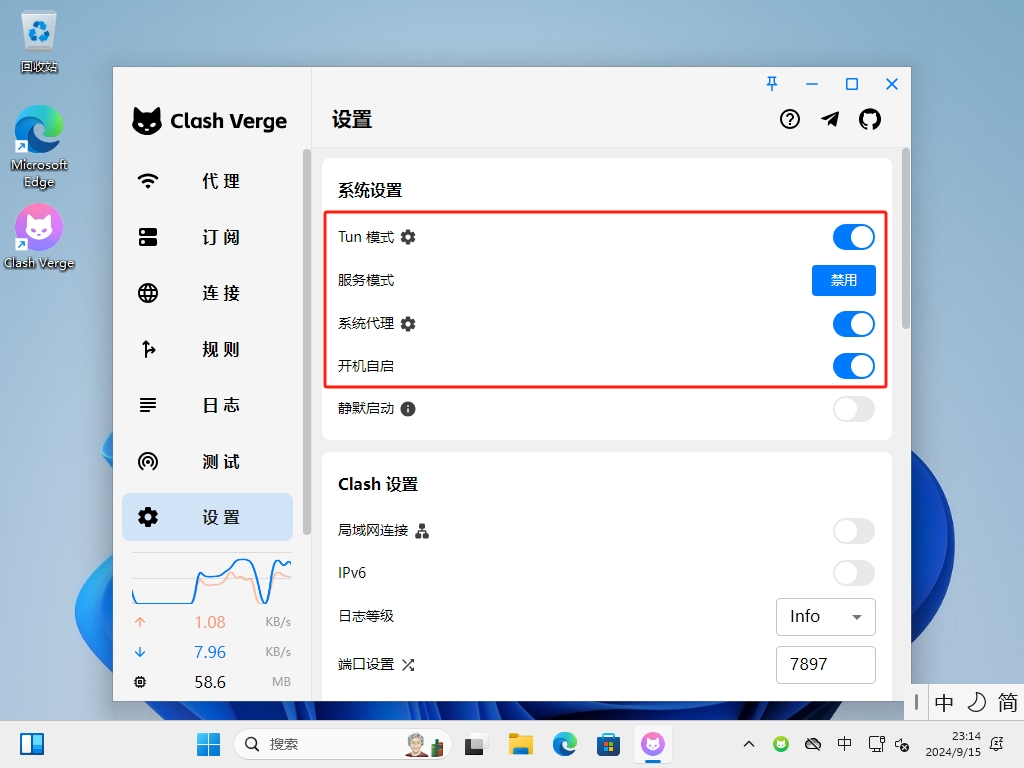 回收站
Microsoft
Edge
Clash Verge
Clash Verge
代理
订阅
连接
规则
日志
测试
设置
1.08 KB/s
7.96 KB/s
58.6 MB
设置
系统设置
Tun 模式
服务模式 禁用
系统代理
开机自启
静默启动
Clash 设置
局域网连接
IPv6
日志等级 Info
端口设置 7897
中 简
搜索
中
23:14
2024/9/15